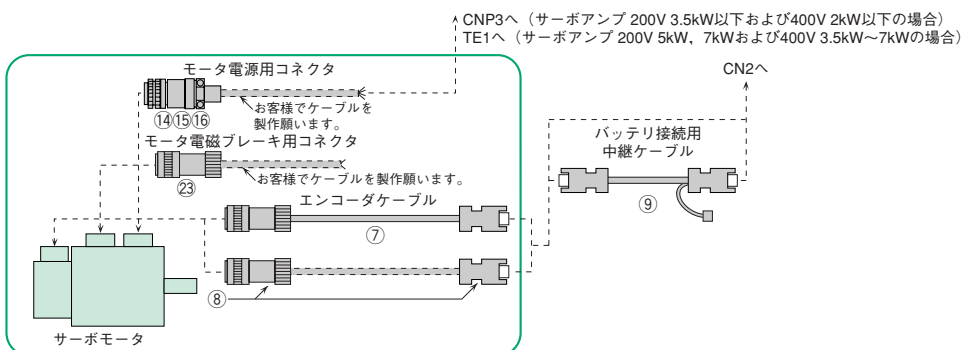 CNP3へ（サーボアンプ 200V 3.5kW以下および400V 2kW以下の場合）
TE1へ（サーボアンプ 200V 5kW，7kWおよび400V 3.5kW～7kWの場合）
モータ電源用コネクタ
CN2へ
お客様でケーブルを
製作願います。
⑭⑮⑯
モータ電磁ブレーキ用コネクタ
バッテリ接続用
中継ケーブル
お客様でケーブルを製作願います。
㉓
エンコーダケーブル
⑨
⑦
⑧
サーボモータ